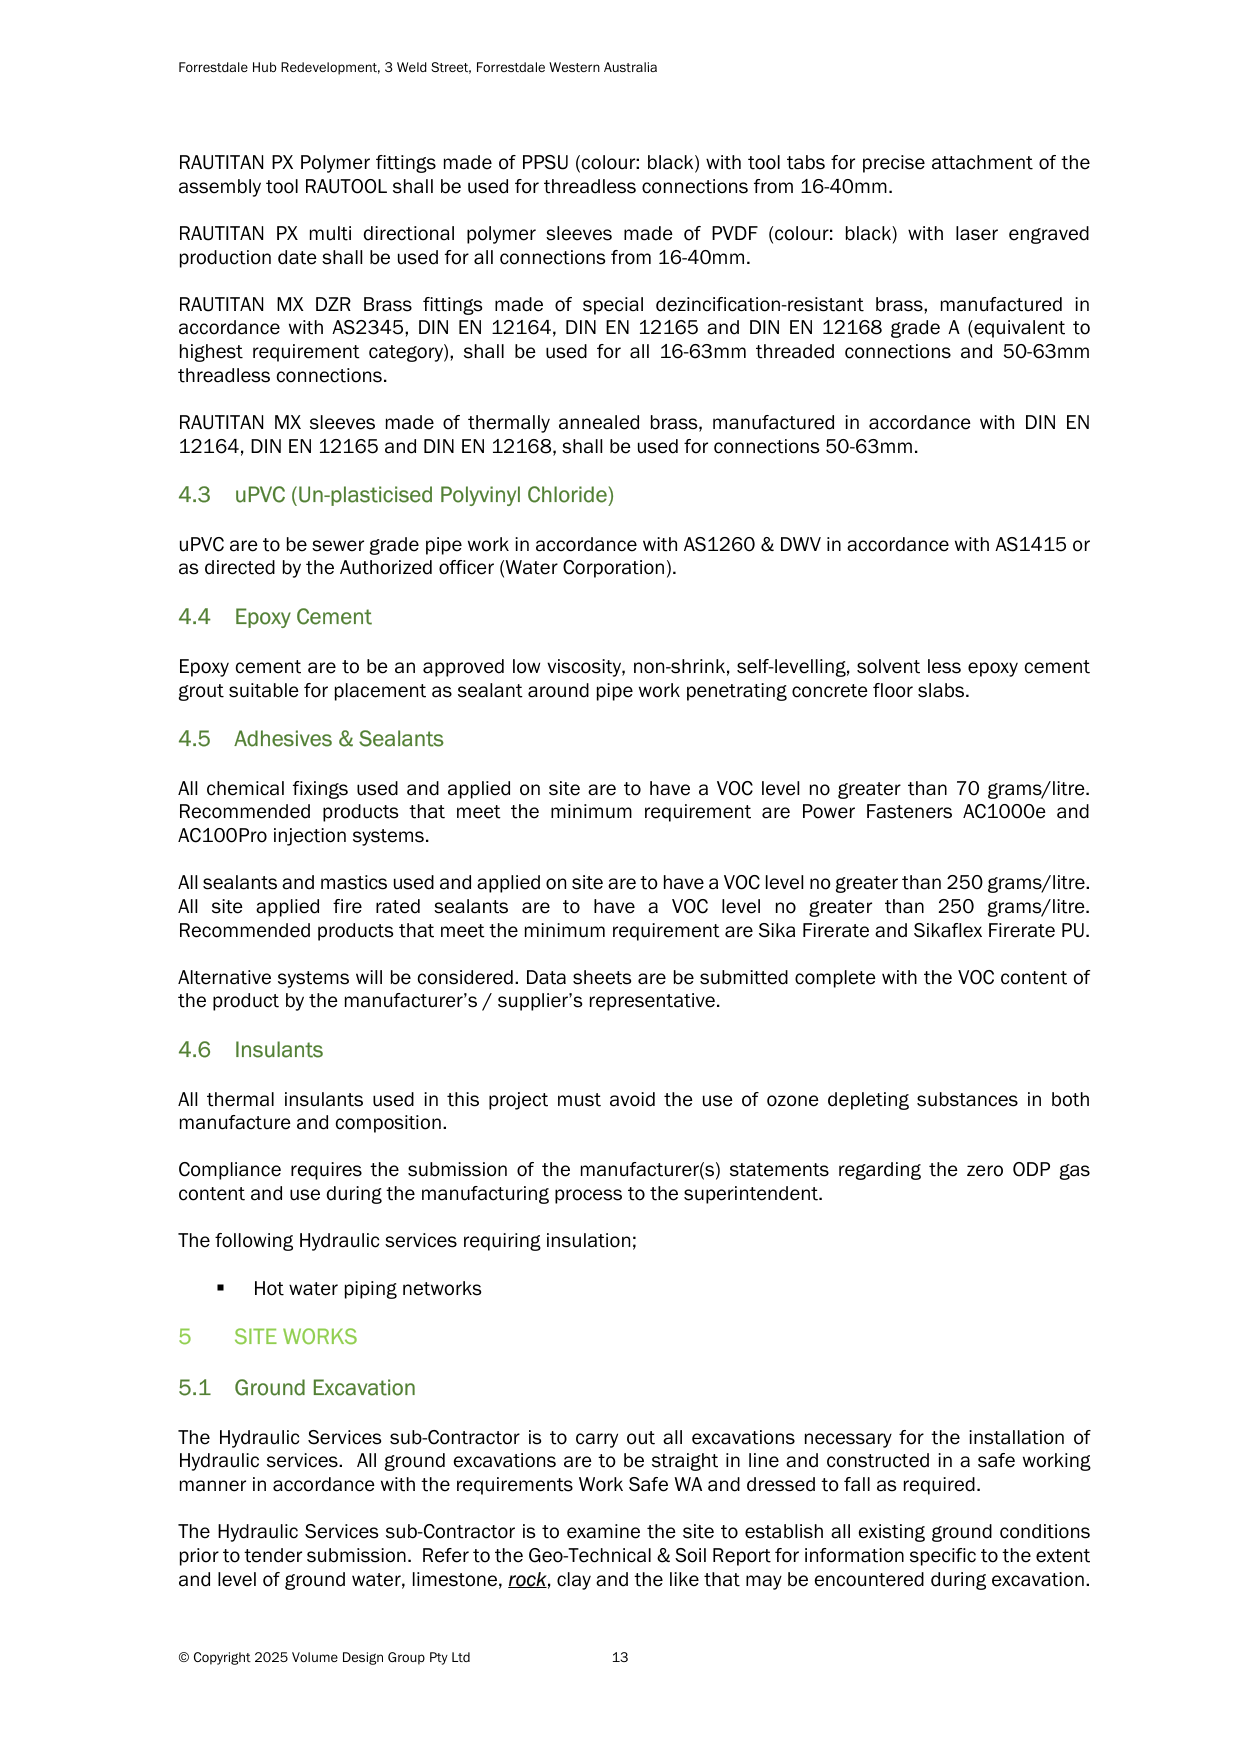 Forrestdale Hub Redevelopment, 3 Weld Street, Forrestdale Western Australia
RAUTITAN PX Polymer fittings made of PPSU (colour: black) with tool tabs for precise attachment of the
assembly tool RAUTOOL shall be used for threadless connections from 16-40mm.
RAUTITAN PX multi directional polymer sleeves made of PVDF (colour: black) with laser engraved
production date shall be used for all connections from 16-40mm.
RAUTITAN MX DZR Brass fittings made of special dezincification-resistant brass, manufactured in
accordance with AS2345, DIN EN 12164, DIN EN 12165 and DIN EN 12168 grade A (equivalent to
highest requirement category), shall be used for all 16-63mm threaded connections and 50-63mm
threadless connections.
RAUTITAN MX sleeves made of thermally annealed brass, manufactured in accordance with DIN EN
12164, DIN EN 12165 and DIN EN 12168, shall be used for connections 50-63mm.
4.3 uPVC (Un-plasticised Polyvinyl Chloride)
uPVC are to be sewer grade pipe work in accordance with AS1260 & DWV in accordance with AS1415 or
as directed by the Authorized officer (Water Corporation).
4.4 Epoxy Cement
Epoxy cement are to be an approved low viscosity, non-shrink, self-levelling, solvent less epoxy cement
grout suitable for placement as sealant around pipe work penetrating concrete floor slabs.
4.5 Adhesives & Sealants
All chemical fixings used and applied on site are to have a VOC level no greater than 70 grams/litre.
Recommended products that meet the minimum requirement are Power Fasteners AC1000e and
AC100Pro injection systems.
All sealants and mastics used and applied on site are to have a VOC level no greater than 250 grams/litre.
All site applied fire rated sealants are to have a VOC level no greater than 250 grams/litre.
Recommended products that meet the minimum requirement are Sika Firerate and Sikaflex Firerate PU.
Alternative systems will be considered. Data sheets are be submitted complete with the VOC content of
the product by the manufacturer's / supplier's representative.
4.6 Insulants
All thermal insulants used in this project must avoid the use of ozone depleting substances in both
manufacture and composition.
Compliance requires the submission of the manufacturer(s) statements regarding the zero ODP gas
content and use during the manufacturing process to the superintendent.
The following Hydraulic services requiring insulation;
▪ Hot water piping networks
5 SITE WORKS
5.1 Ground Excavation
The Hydraulic Services sub-Contractor is to carry out all excavations necessary for the installation of
Hydraulic services.  All ground excavations are to be straight in line and constructed in a safe working
manner in accordance with the requirements Work Safe WA and dressed to fall as required.
The Hydraulic Services sub-Contractor is to examine the site to establish all existing ground conditions
prior to tender submission.  Refer to the Geo-Technical & Soil Report for information specific to the extent
and level of ground water, limestone, rock, clay and the like that may be encountered during excavation.
© Copyright 2025 Volume Design Group Pty Ltd 13